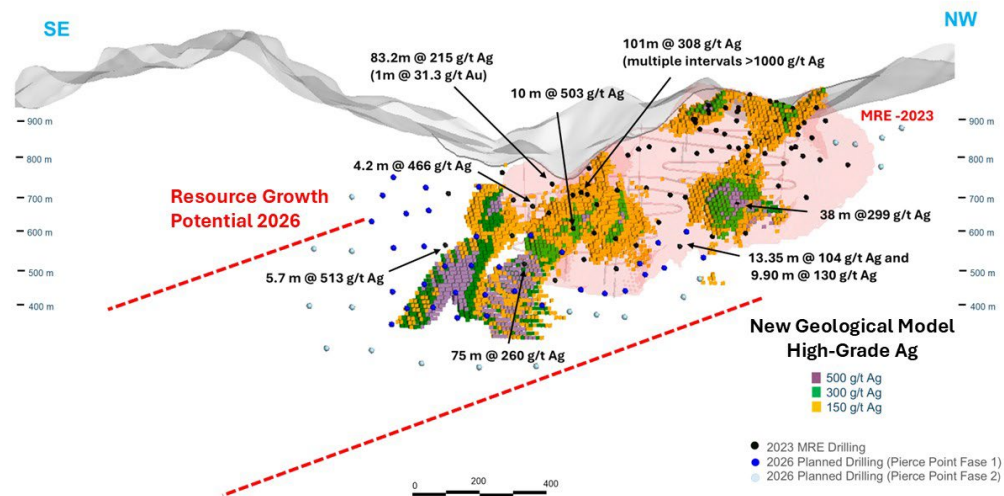 SE
NW
83.2m @ 215 g/t Ag
(1m @ 31.3 g/t Au)
101m @ 308 g/t Ag
(multiple intervals >1000 g/t Ag)
10 m @ 503 g/t Ag
MRE -2023
900 m
800 m
700 m
600 m
500 m
400 m
900 m
800 m
700 m
600 m
500 m
400 m
4.2 m @ 466 g/t Ag
Resource Growth
Potential 2026
38 m @299 g/t Ag
13.35 m @ 104 g/t Ag and
9.90 m @ 130 g/t Ag
5.7 m @ 513 g/t Ag
75 m @ 260 g/t Ag
New Geological Model
High-Grade Ag
500 g/t Ag
300 g/t Ag
150 g/t Ag
2023 MRE Drilling
2026 Planned Drilling (Pierce Point Fase 1)
2026 Planned Drilling (Pierce Point Fase 2)
0 200 400